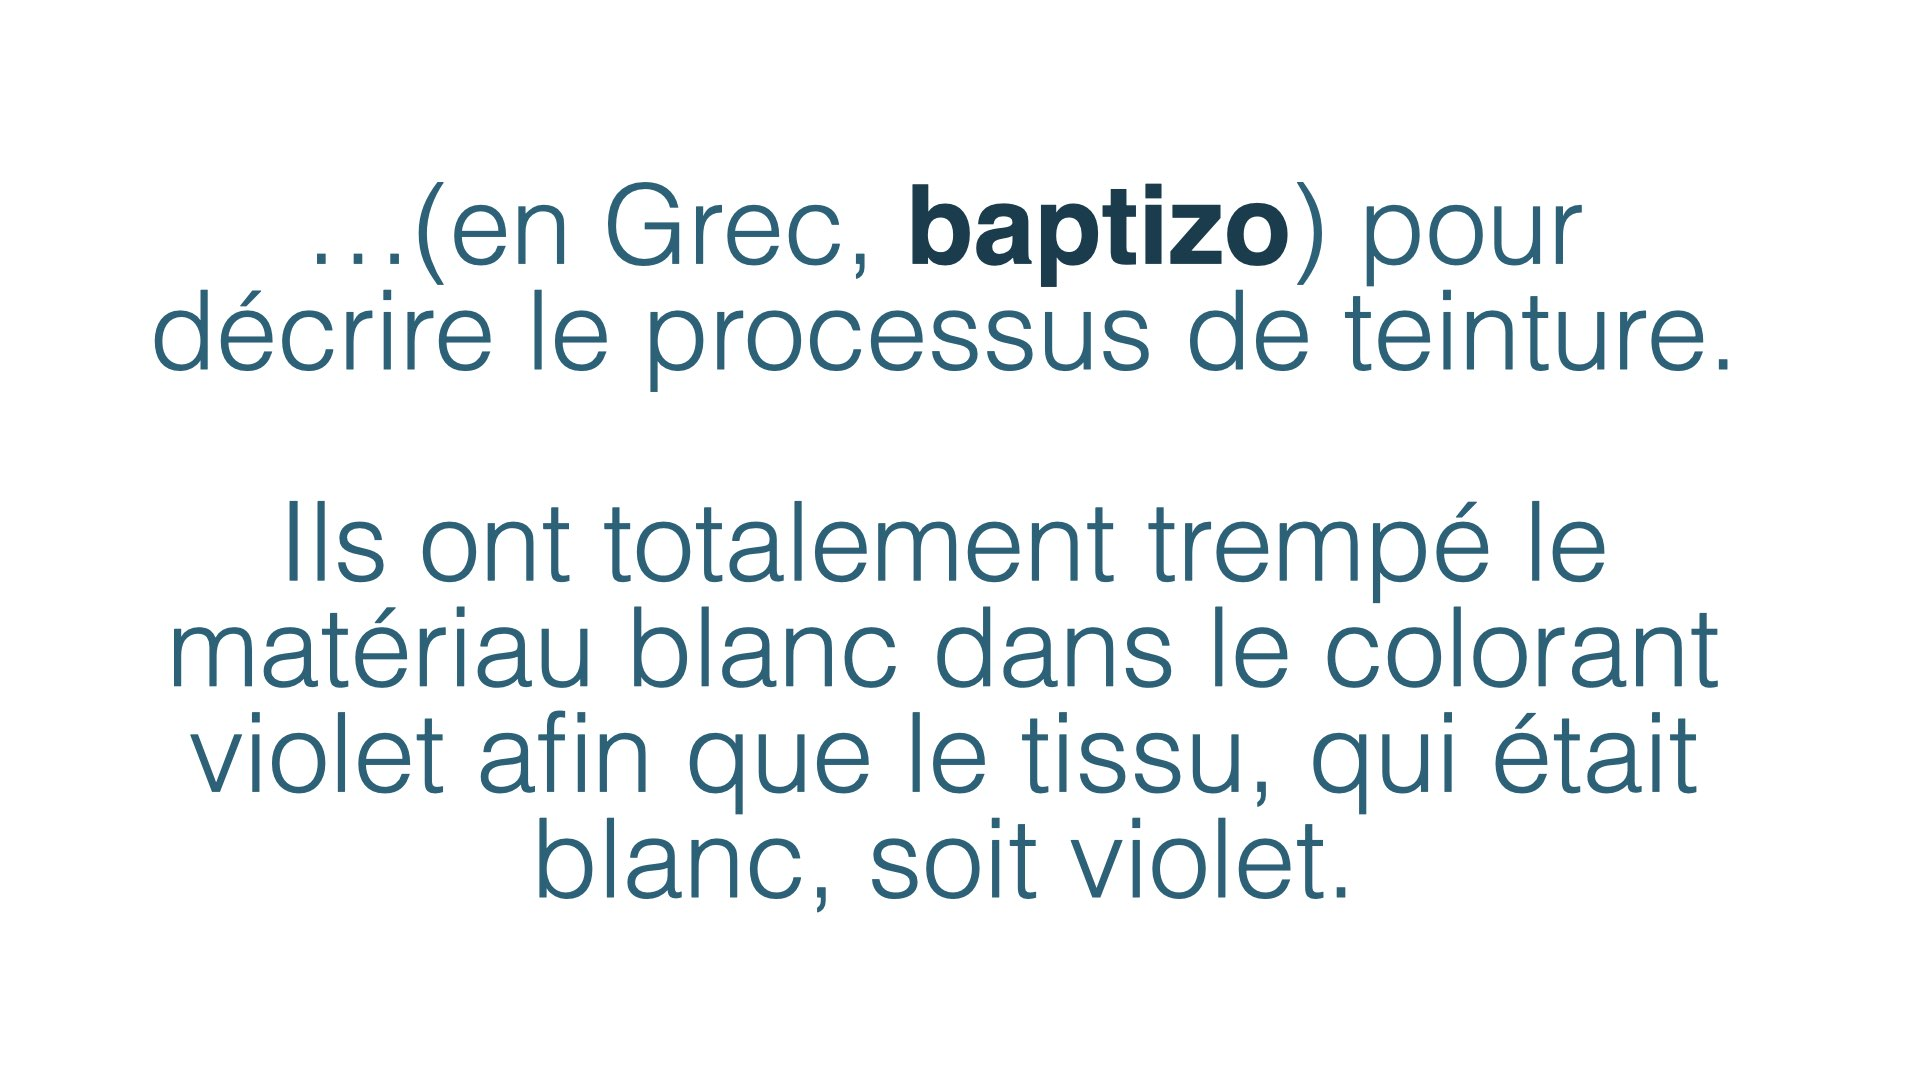 …(en Grec, baptizo) pour
décrire le processus de teinture.
Ils ont totalement trempé le
matériau blanc dans le colorant
violet afin que le tissu, qui était
blanc, soit violet.